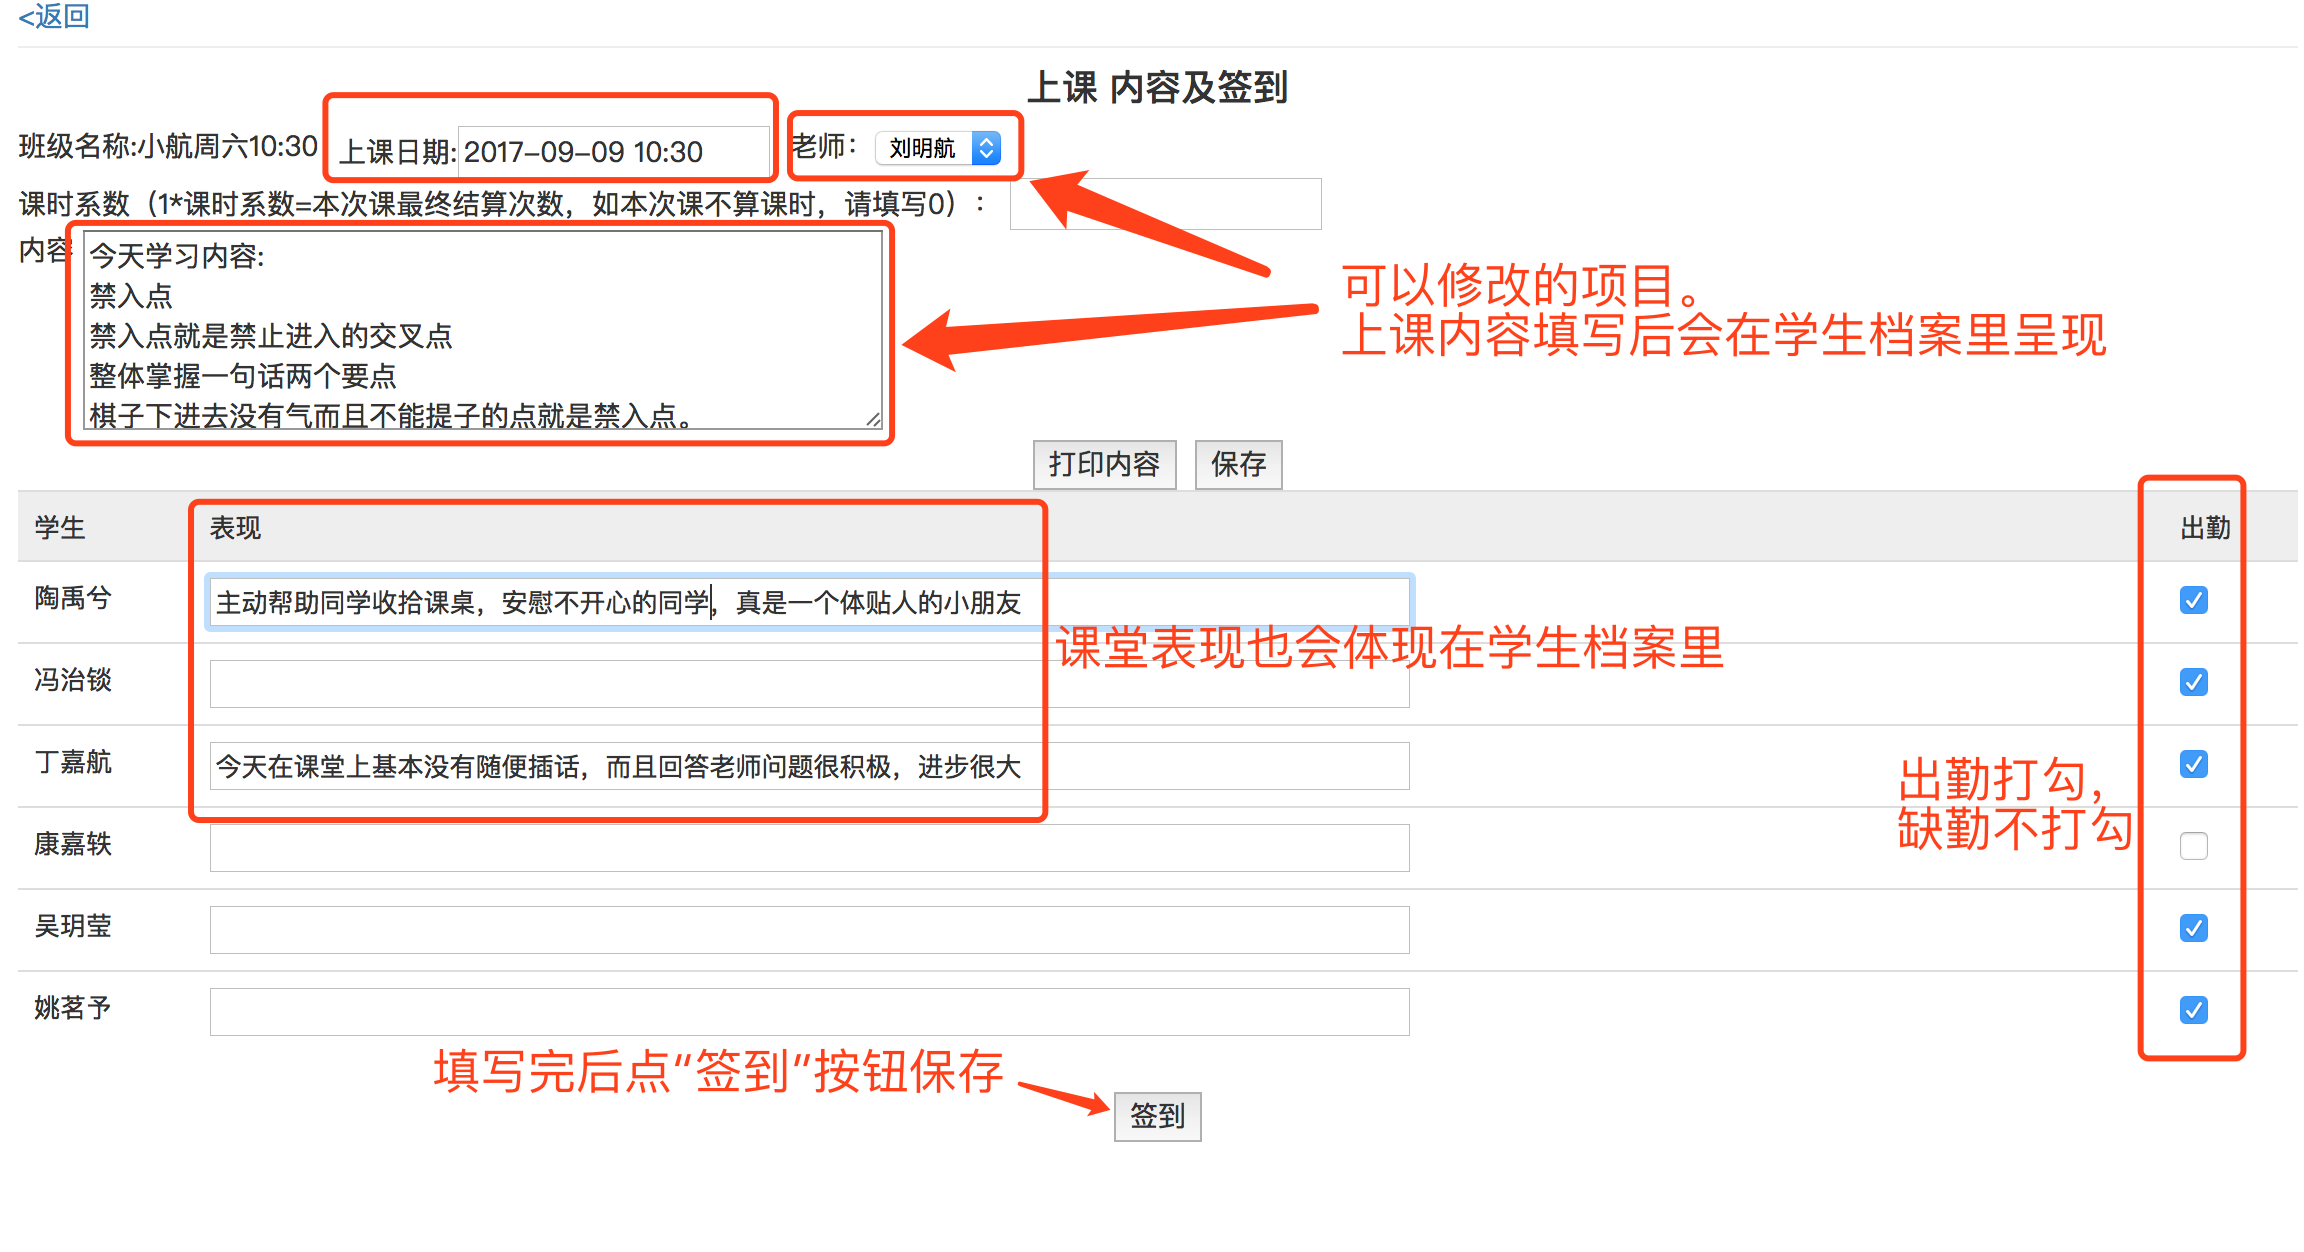 <返回
上课 内容及签到
班级名称:小航周六10:30 上课日期: 2017-09-09 10:30 老师： 刘明航
课时系数（1*课时系数=本次课最终结算次数，如本次课不算课时，请填写0）：
内容
今天学习内容:
禁入点
禁入点就是禁止进入的交叉点
整体掌握一句话两个要点
棋子下进去没有气而且不能提子的点就是禁入点。
可以修改的项目。
上课内容填写后会在学生档案里呈现
打印内容 保存
学生 表现 出勤
陶禹兮 主动帮助同学收拾课桌，安慰不开心的同学，真是一个体贴人的小朋友
课堂表现也会体现在学生档案里
冯治锬
丁嘉航 今天在课堂上基本没有随便插话，而且回答老师问题很积极，进步很大
出勤打勾，
缺勤不打勾
康嘉轶
吴玥莹
姚茗予
填写完后点“签到”按钮保存
签到